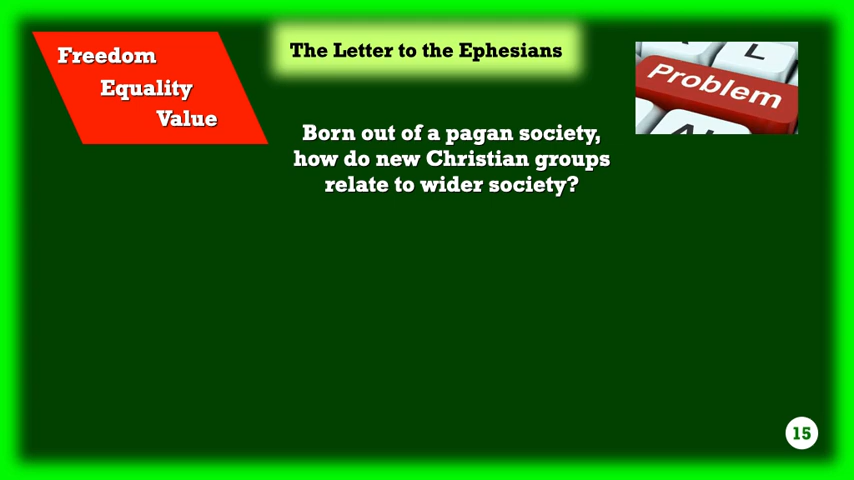 Freedom
Equality
Value
The Letter to the Ephesians
L
Problem
Born out of a pagan society,
how do new Christian groups
relate to wider society?
15